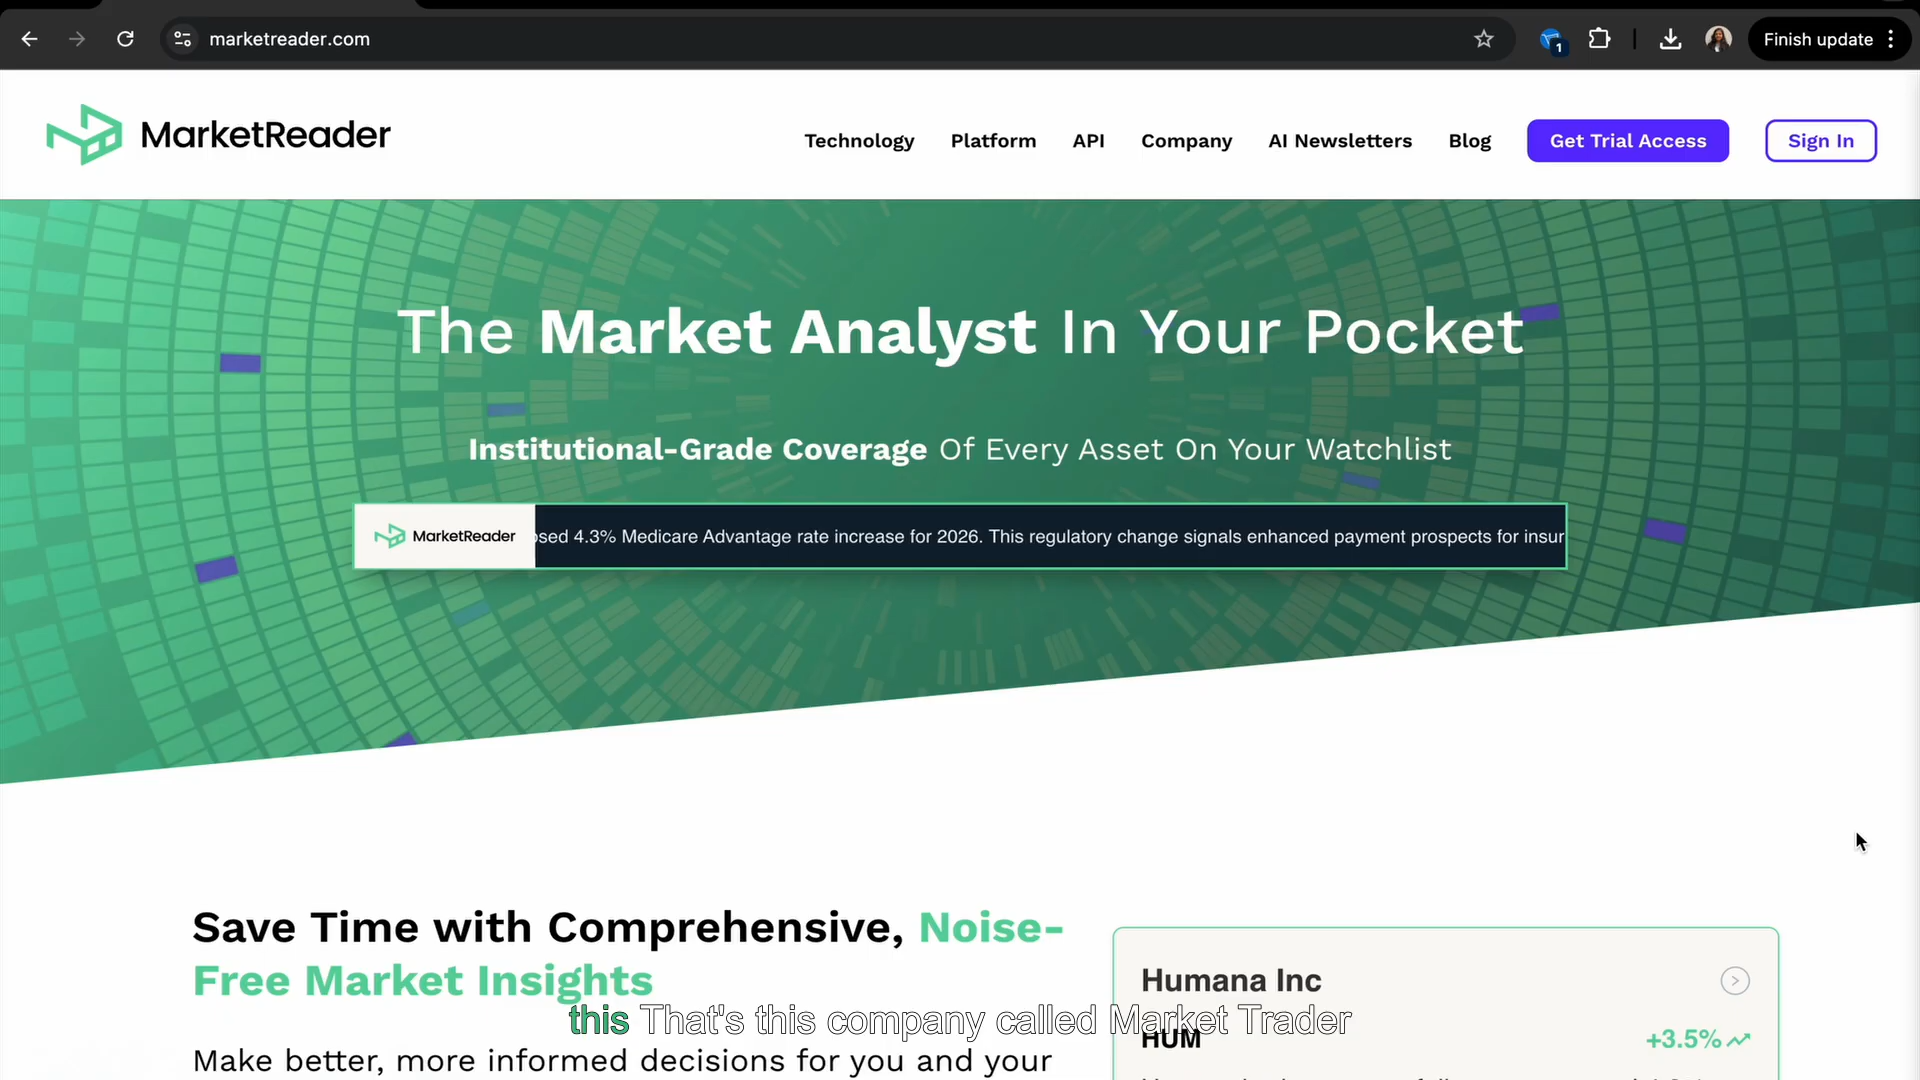 marketreader.com
1
Finish update
MarketReader
Technology
Platform
API
Company
AI Newsletters
Blog
Get Trial Access
Sign In
The Market Analyst In Your Pocket
Institutional-Grade Coverage Of Every Asset On Your Watchlist
MarketReader
4.3% Medicare Advantage rate increase for 2026. This regulatory change signals enhanced payment prospects for
Save Time with Comprehensive, Noise-
Free Market Insights
Humana Inc
this That's this company called Market Trader
HUM
+3.5%
Make better, more informed decisions for you and your